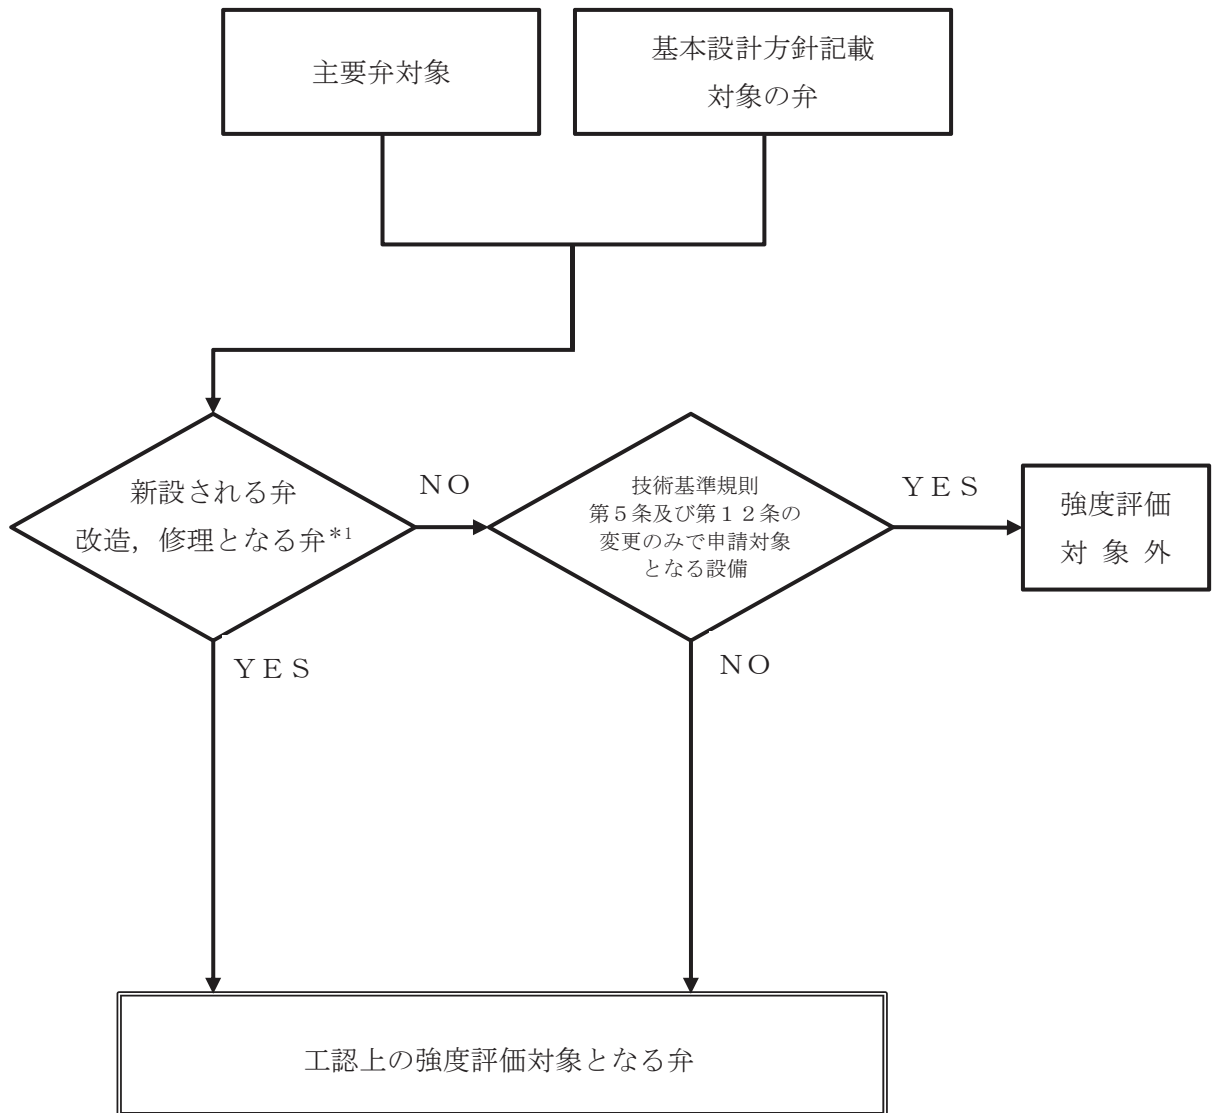 主要弁対象
基本設計方針記載
対象の弁
新設される弁
改造，修理となる弁*1
NO
技術基準規則
第５条及び第１２条の
変更のみで申請対象
となる設備
ＹＥＳ
強度評価
対 象 外
ＹＥＳ
NO
工認上の強度評価対象となる弁